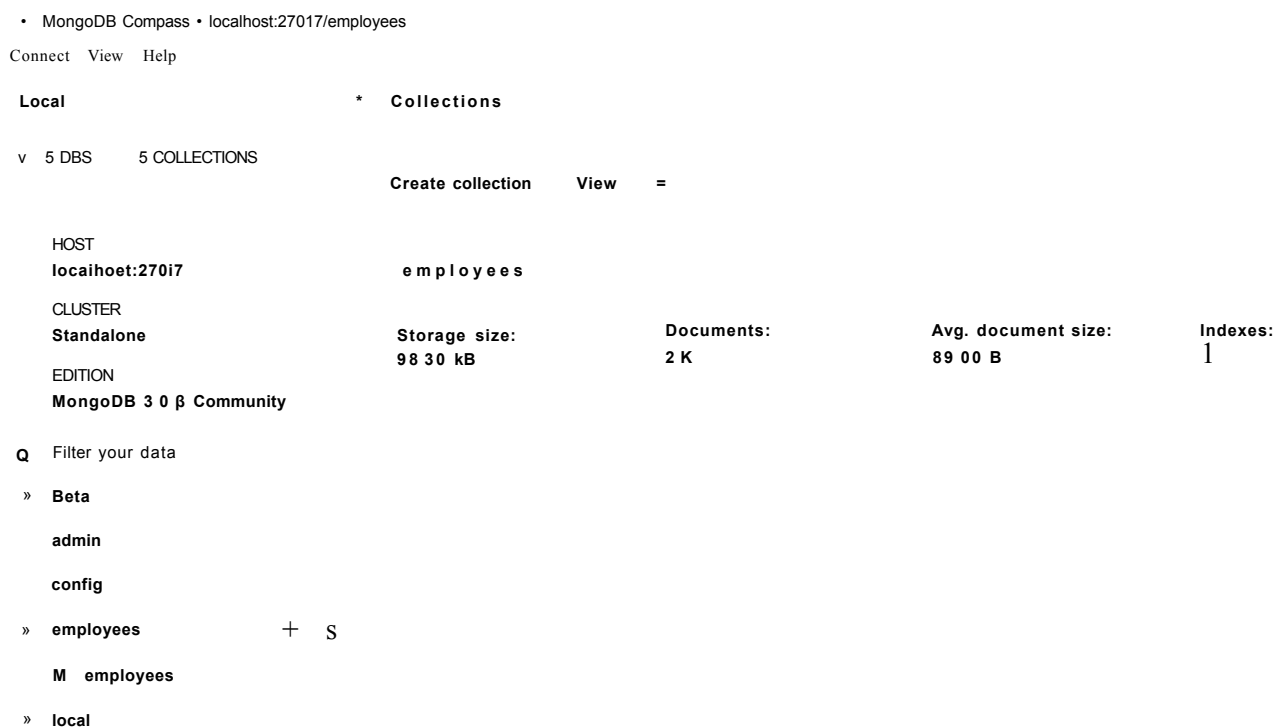 • MongoDB Compass • localhost:27017/employees
Connect View Help
Local
* Collections
v 5 DBS 5 COLLECTIONS
Create collection View =
HOST
locaihoet:270i7
CLUSTER
Standalone
EDITION
MongoDB 3 0 β Community
employees
Storage size:
98 30 kB
Documents:
2 K
Avg. document size:
89 00 B
Indexes:
1
Q Filter your data
» Beta
admin
config
» employees + s
M employees
» local